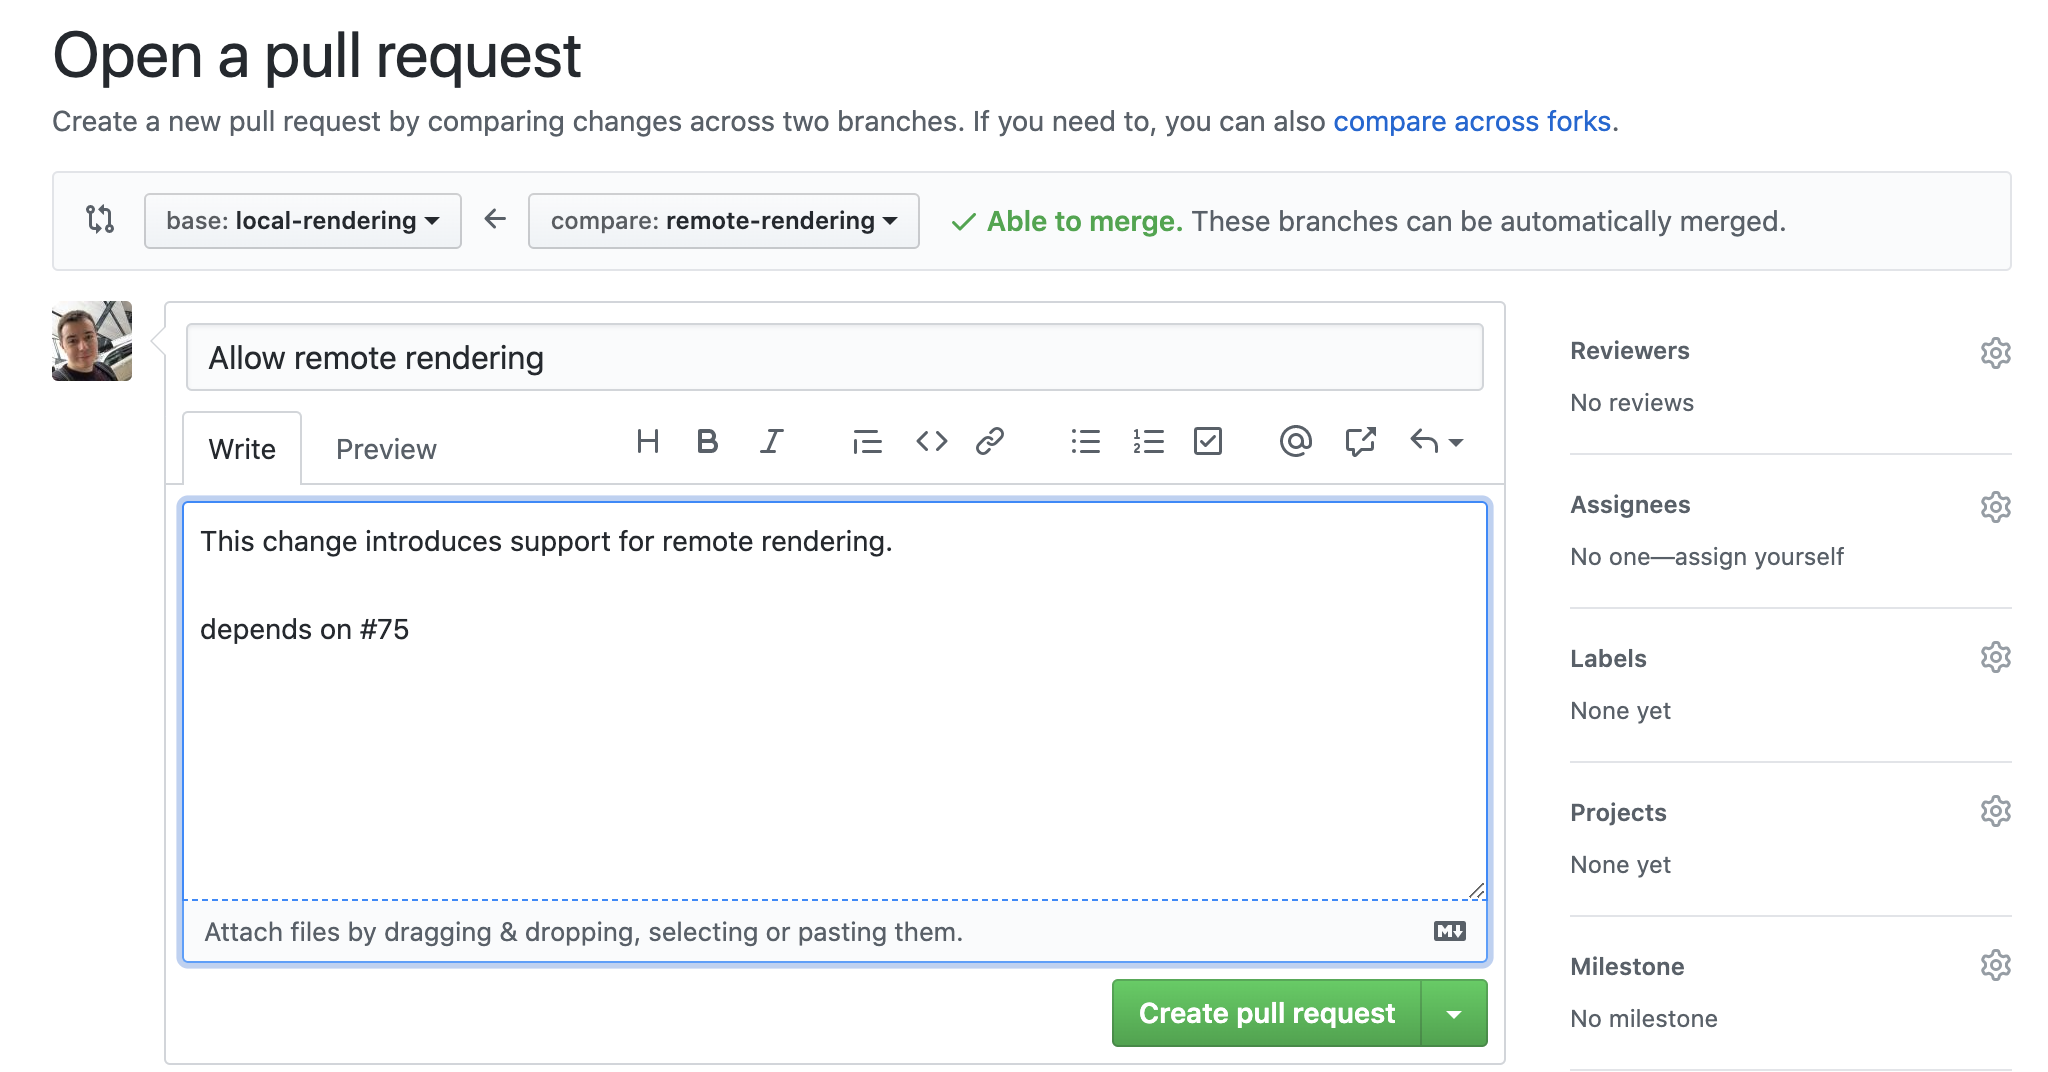 Open a pull request
Create a new pull request by comparing changes across two branches. If you need to, you can also compare across forks.
base: local-rendering
compare: remote-rendering
Able to merge. These branches can be automatically merged.
Allow remote rendering
Write
Preview
This change introduces support for remote rendering.
depends on #75
Attach files by dragging & dropping, selecting or pasting them.
Create pull request
Reviewers
No reviews
Assignees
No one—assign yourself
Labels
None yet
Projects
None yet
Milestone
No milestone